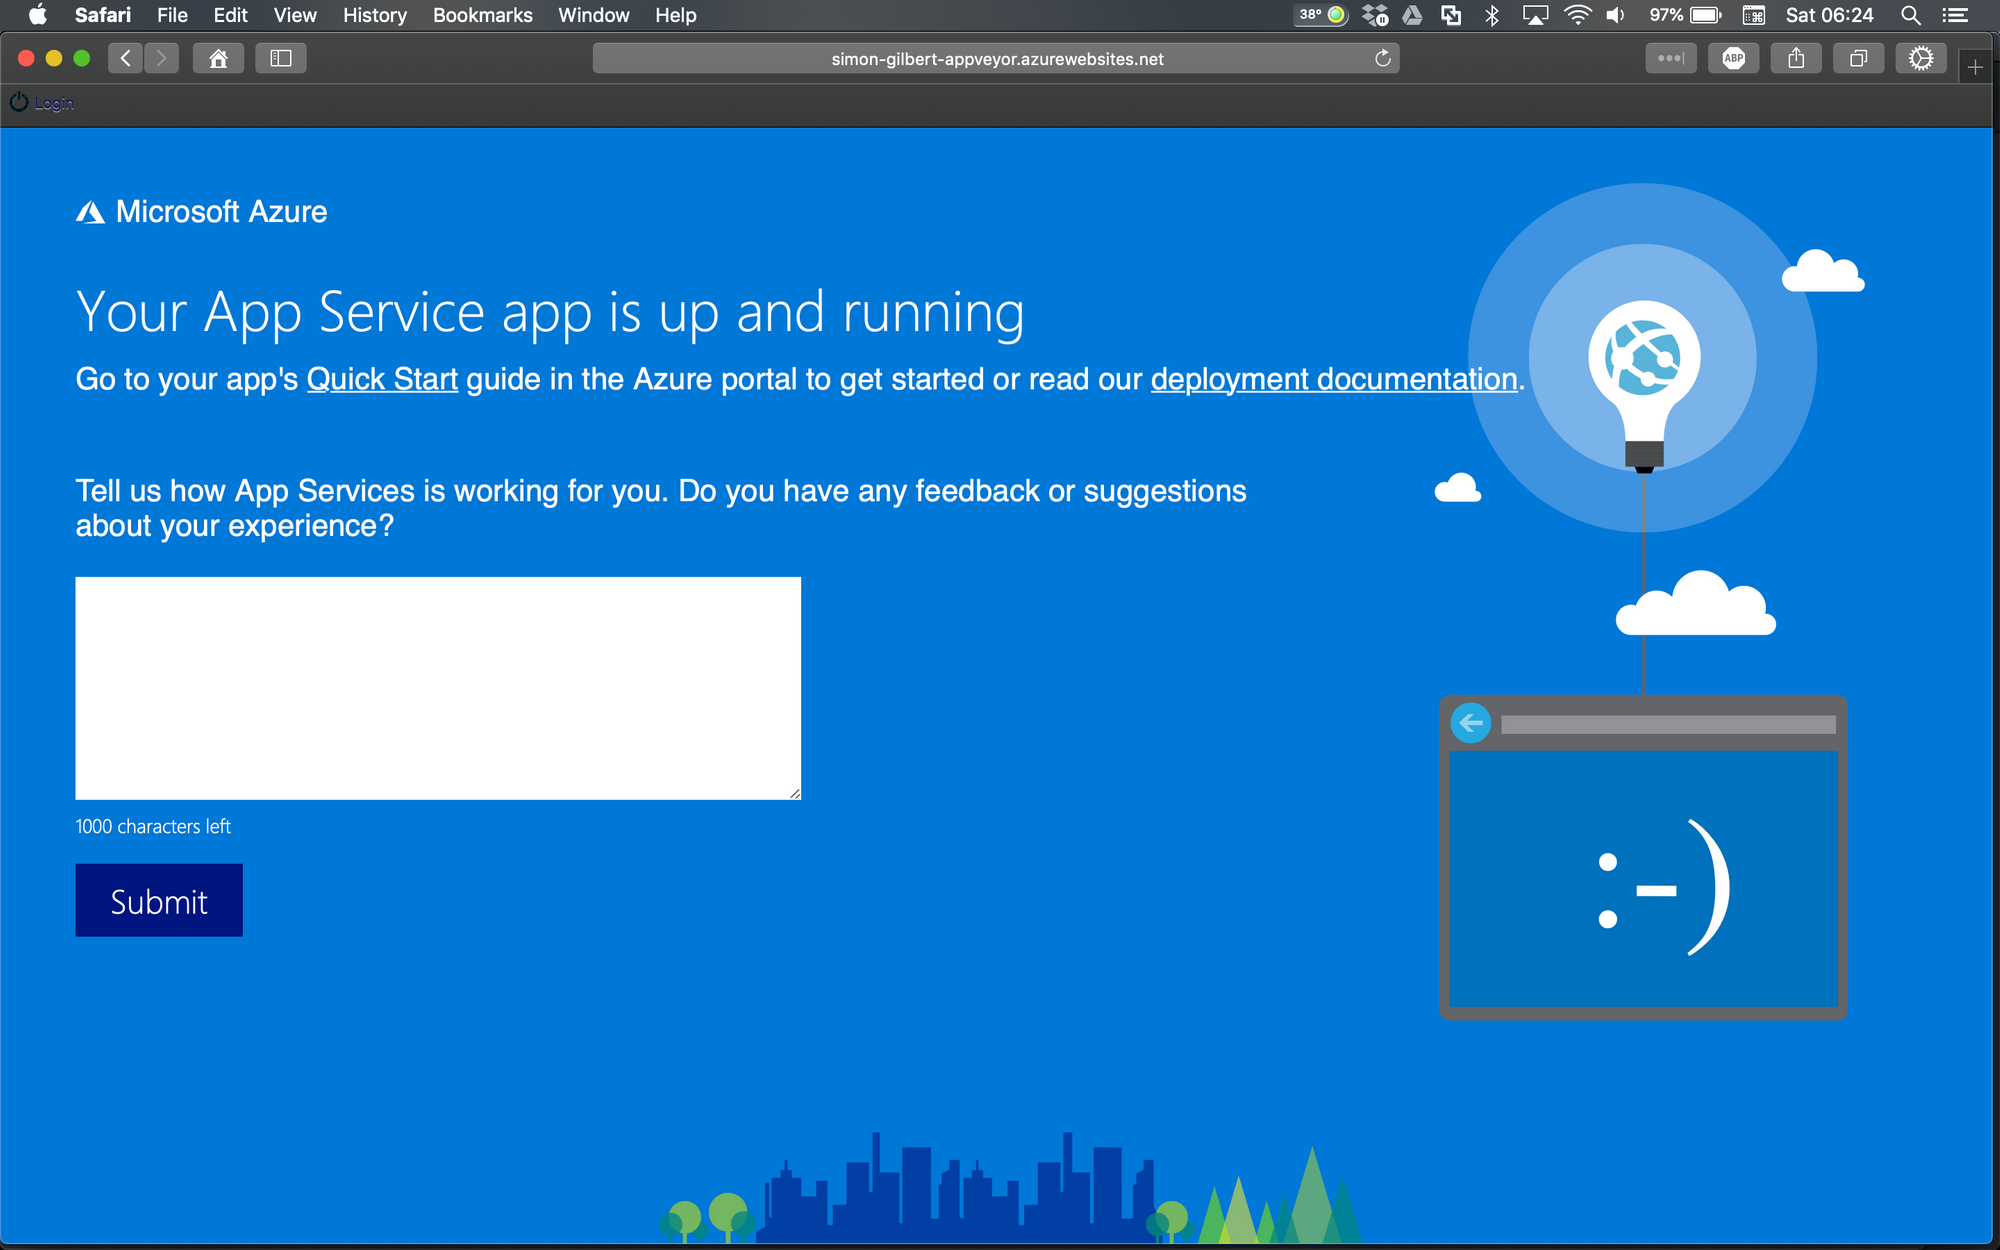 Safari File Edit View History Bookmarks Window Help 38° 97% Sat 06:24
simon-gilbert-appveyor.azurewebsites.net ABP
Login
Microsoft Azure
Your App Service app is up and running
Go to your app's Quick Start guide in the Azure portal to get started or read our deployment documentation.
Tell us how App Services is working for you. Do you have any feedback or suggestions
about your experience?
1000 characters left
Submit
:-)